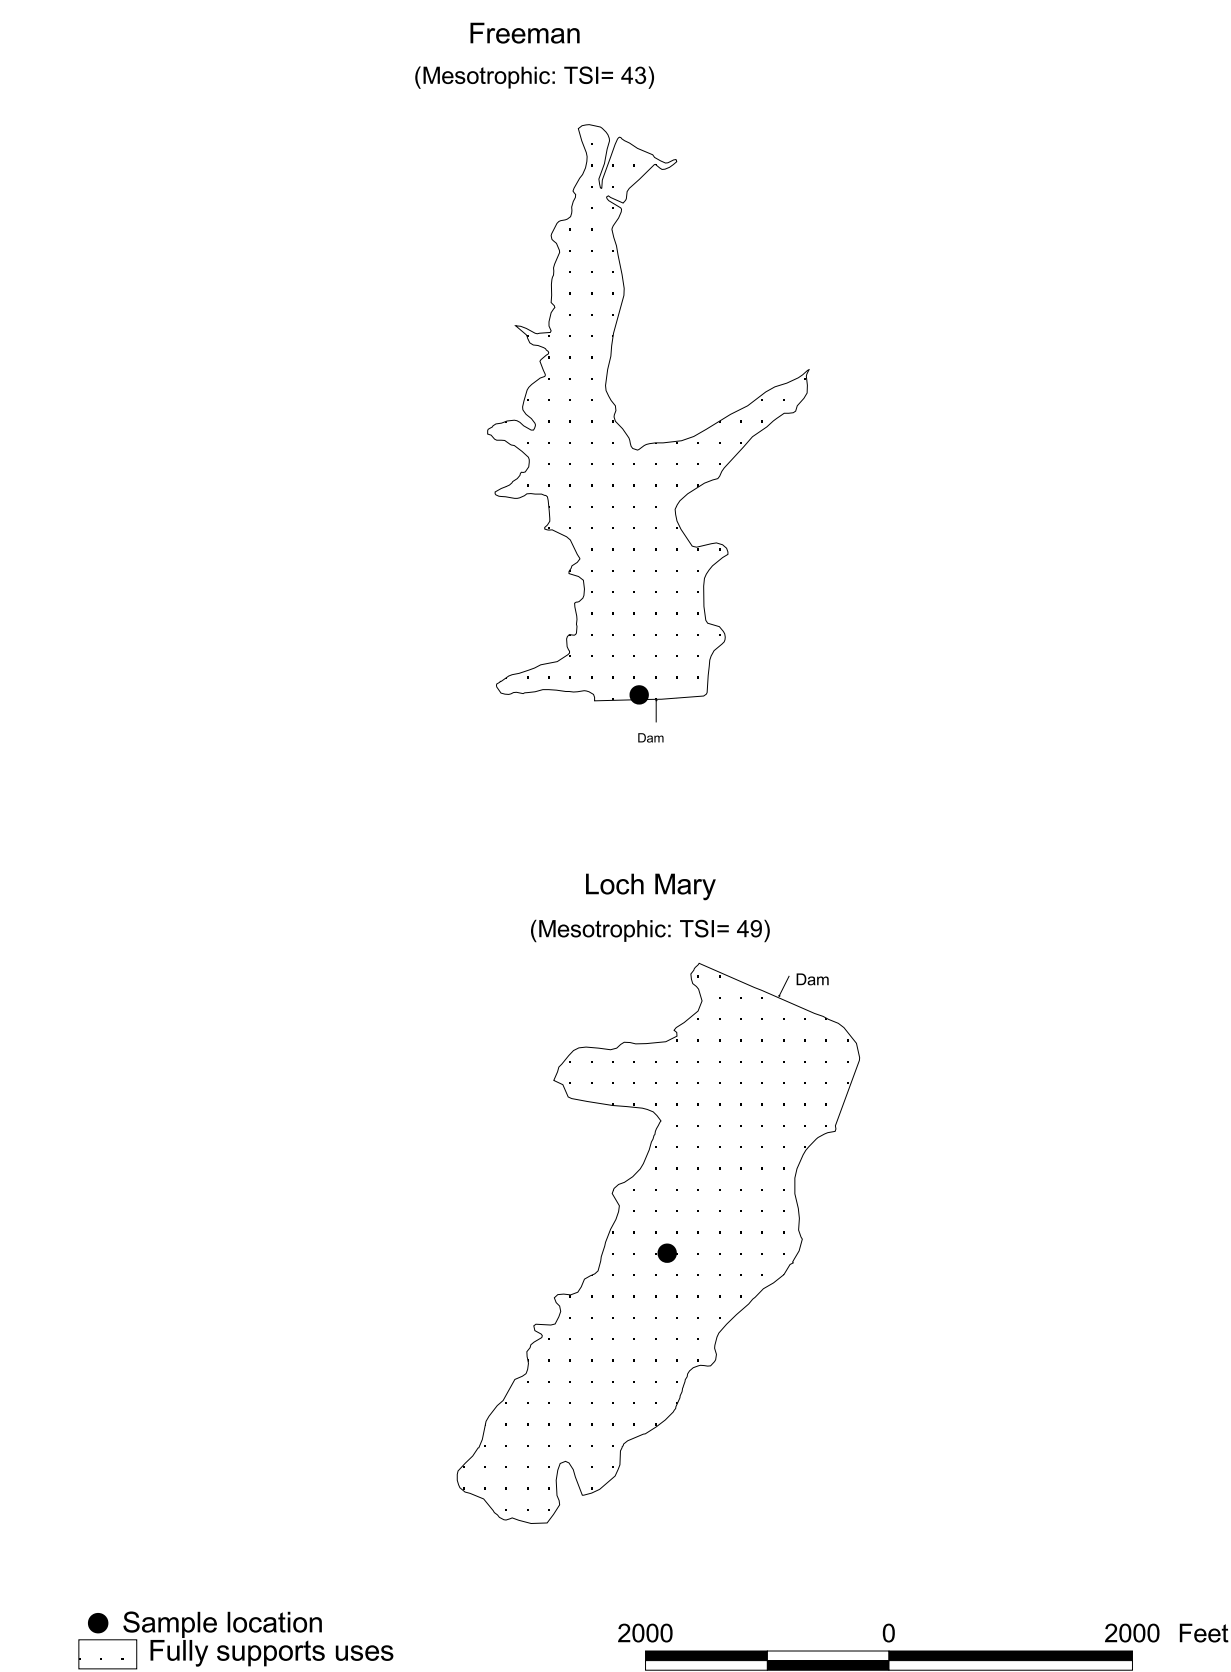 Freeman
(Mesotrophic: TSI= 43)
Dam
Loch Mary
(Mesotrophic: TSI= 49)
Dam
Sample location
Fully supports uses
2000 0 2000 Feet